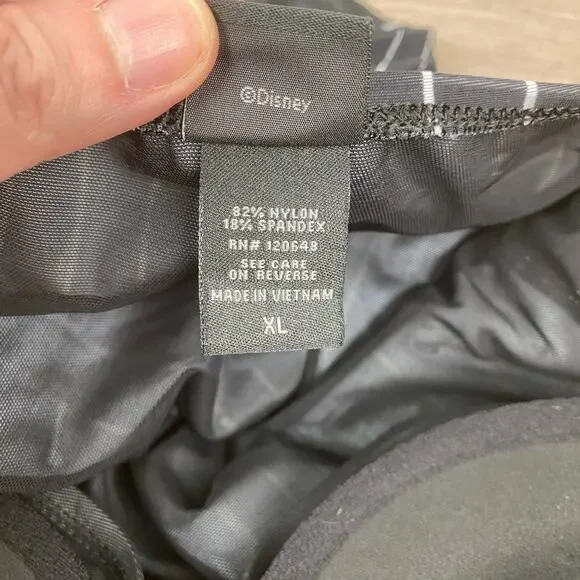 ©Disney
82% NYLON
18% SPANDEX
RN# 120648
SEE CARE
ON REVERSE
MADE IN VIETNAM
XL